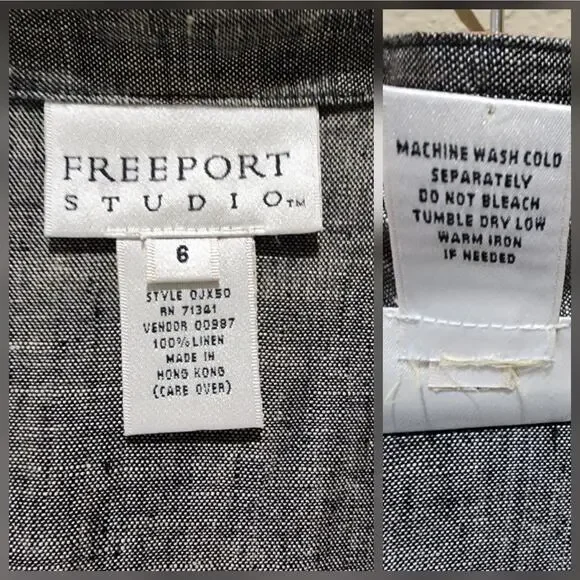 FREEPORT
STUDIO™
6
STYLE OJX50
RN 71341
VENDOR 00987
100% LINEN
MADE IN
HONG KONG
(CARE OVER)
MACHINE WASH COLD
SEPARATELY
DO NOT BLEACH
TUMBLE DRY LOW
WARM IRON
IF NEEDED